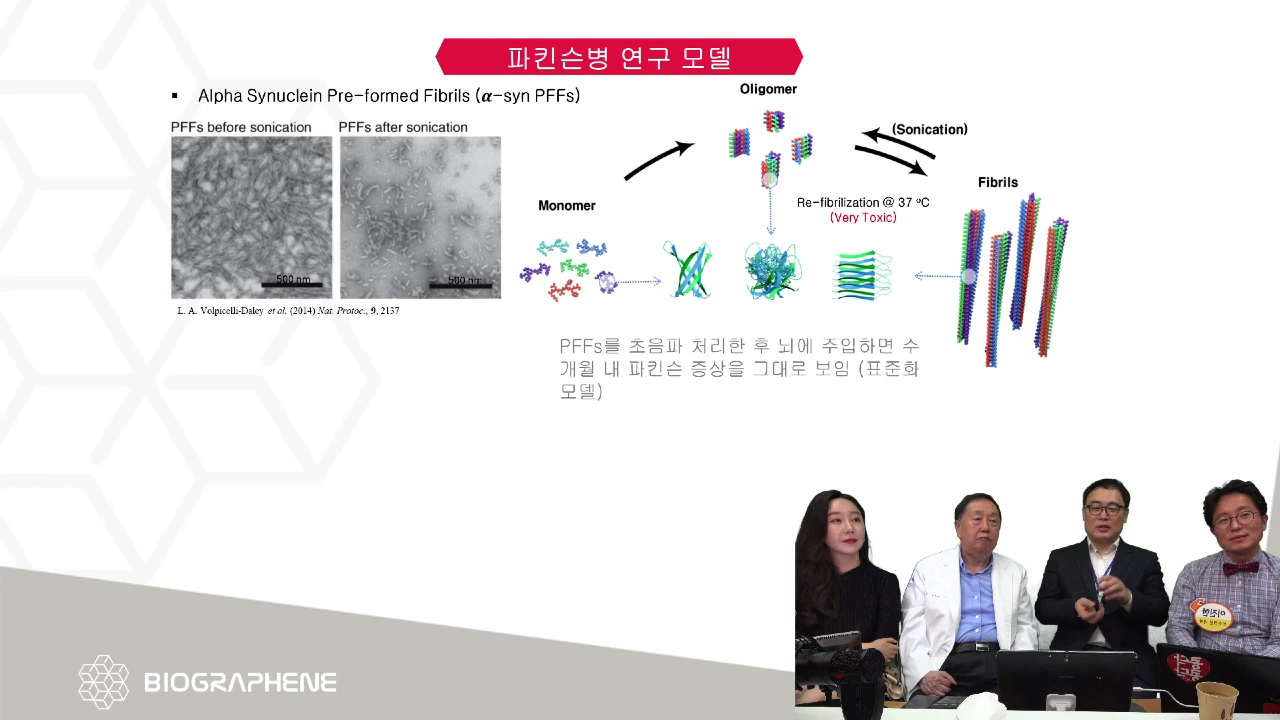 파킨슨병 연구 모델
▪ Alpha Synuclein Pre-formed Fibrils (α-syn PFFs)
PFFs before sonication
PFFs after sonication
500 nm
500 nm
L. A. Volpicelli-Daley et al. (2014) Nat. Protoc., 9, 2137
Oligomer
(Sonication)
Fibrils
Monomer
Re-fibrilization @ 37 ºC
(Very Toxic)
PFFs를 초음파 처리한 후 뇌에 주입하면 수
개월 내 파킨슨 증상을 그대로 보임 (표준화
모델)
BIOGRAPHENE